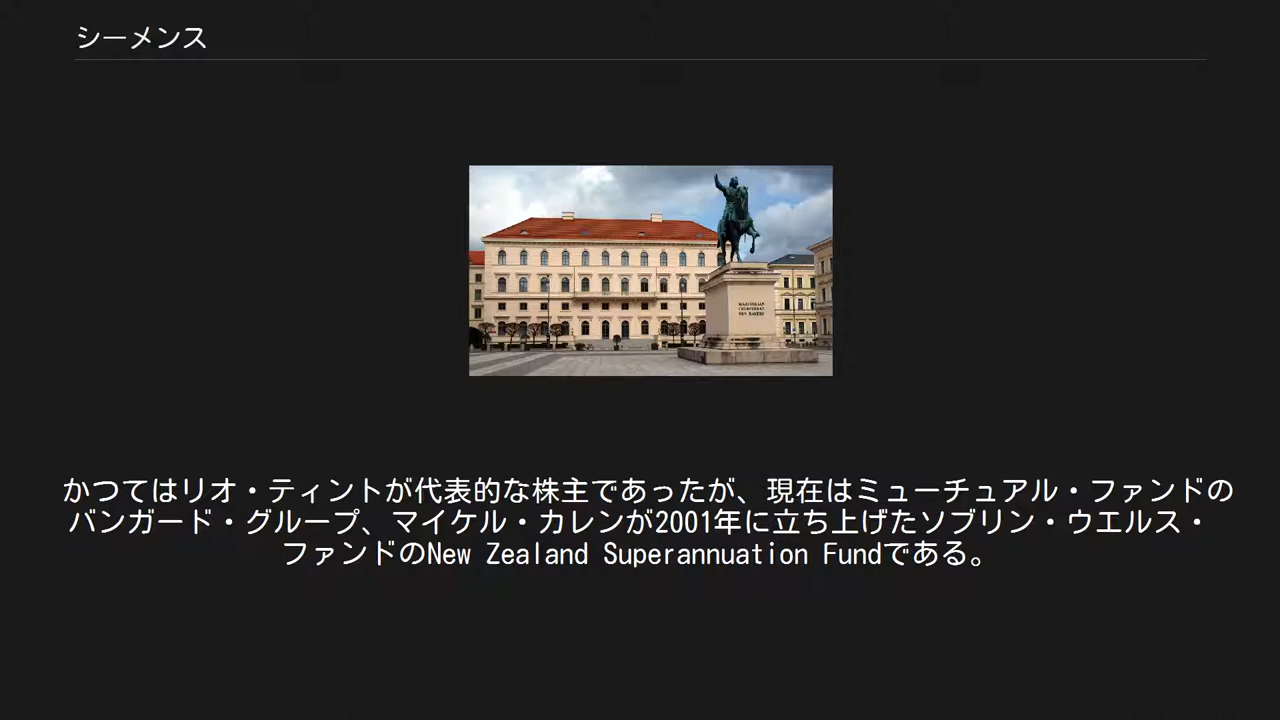 シーメンス
かつてはリオ・ティントが代表的な株主であったが、現在はミューチュアル・ファンドの
バンガード・グループ、マイケル・カレンが2001年に立ち上げたソブリン・ウエルス・
ファンドのNew Zealand Superannuation Fundである。